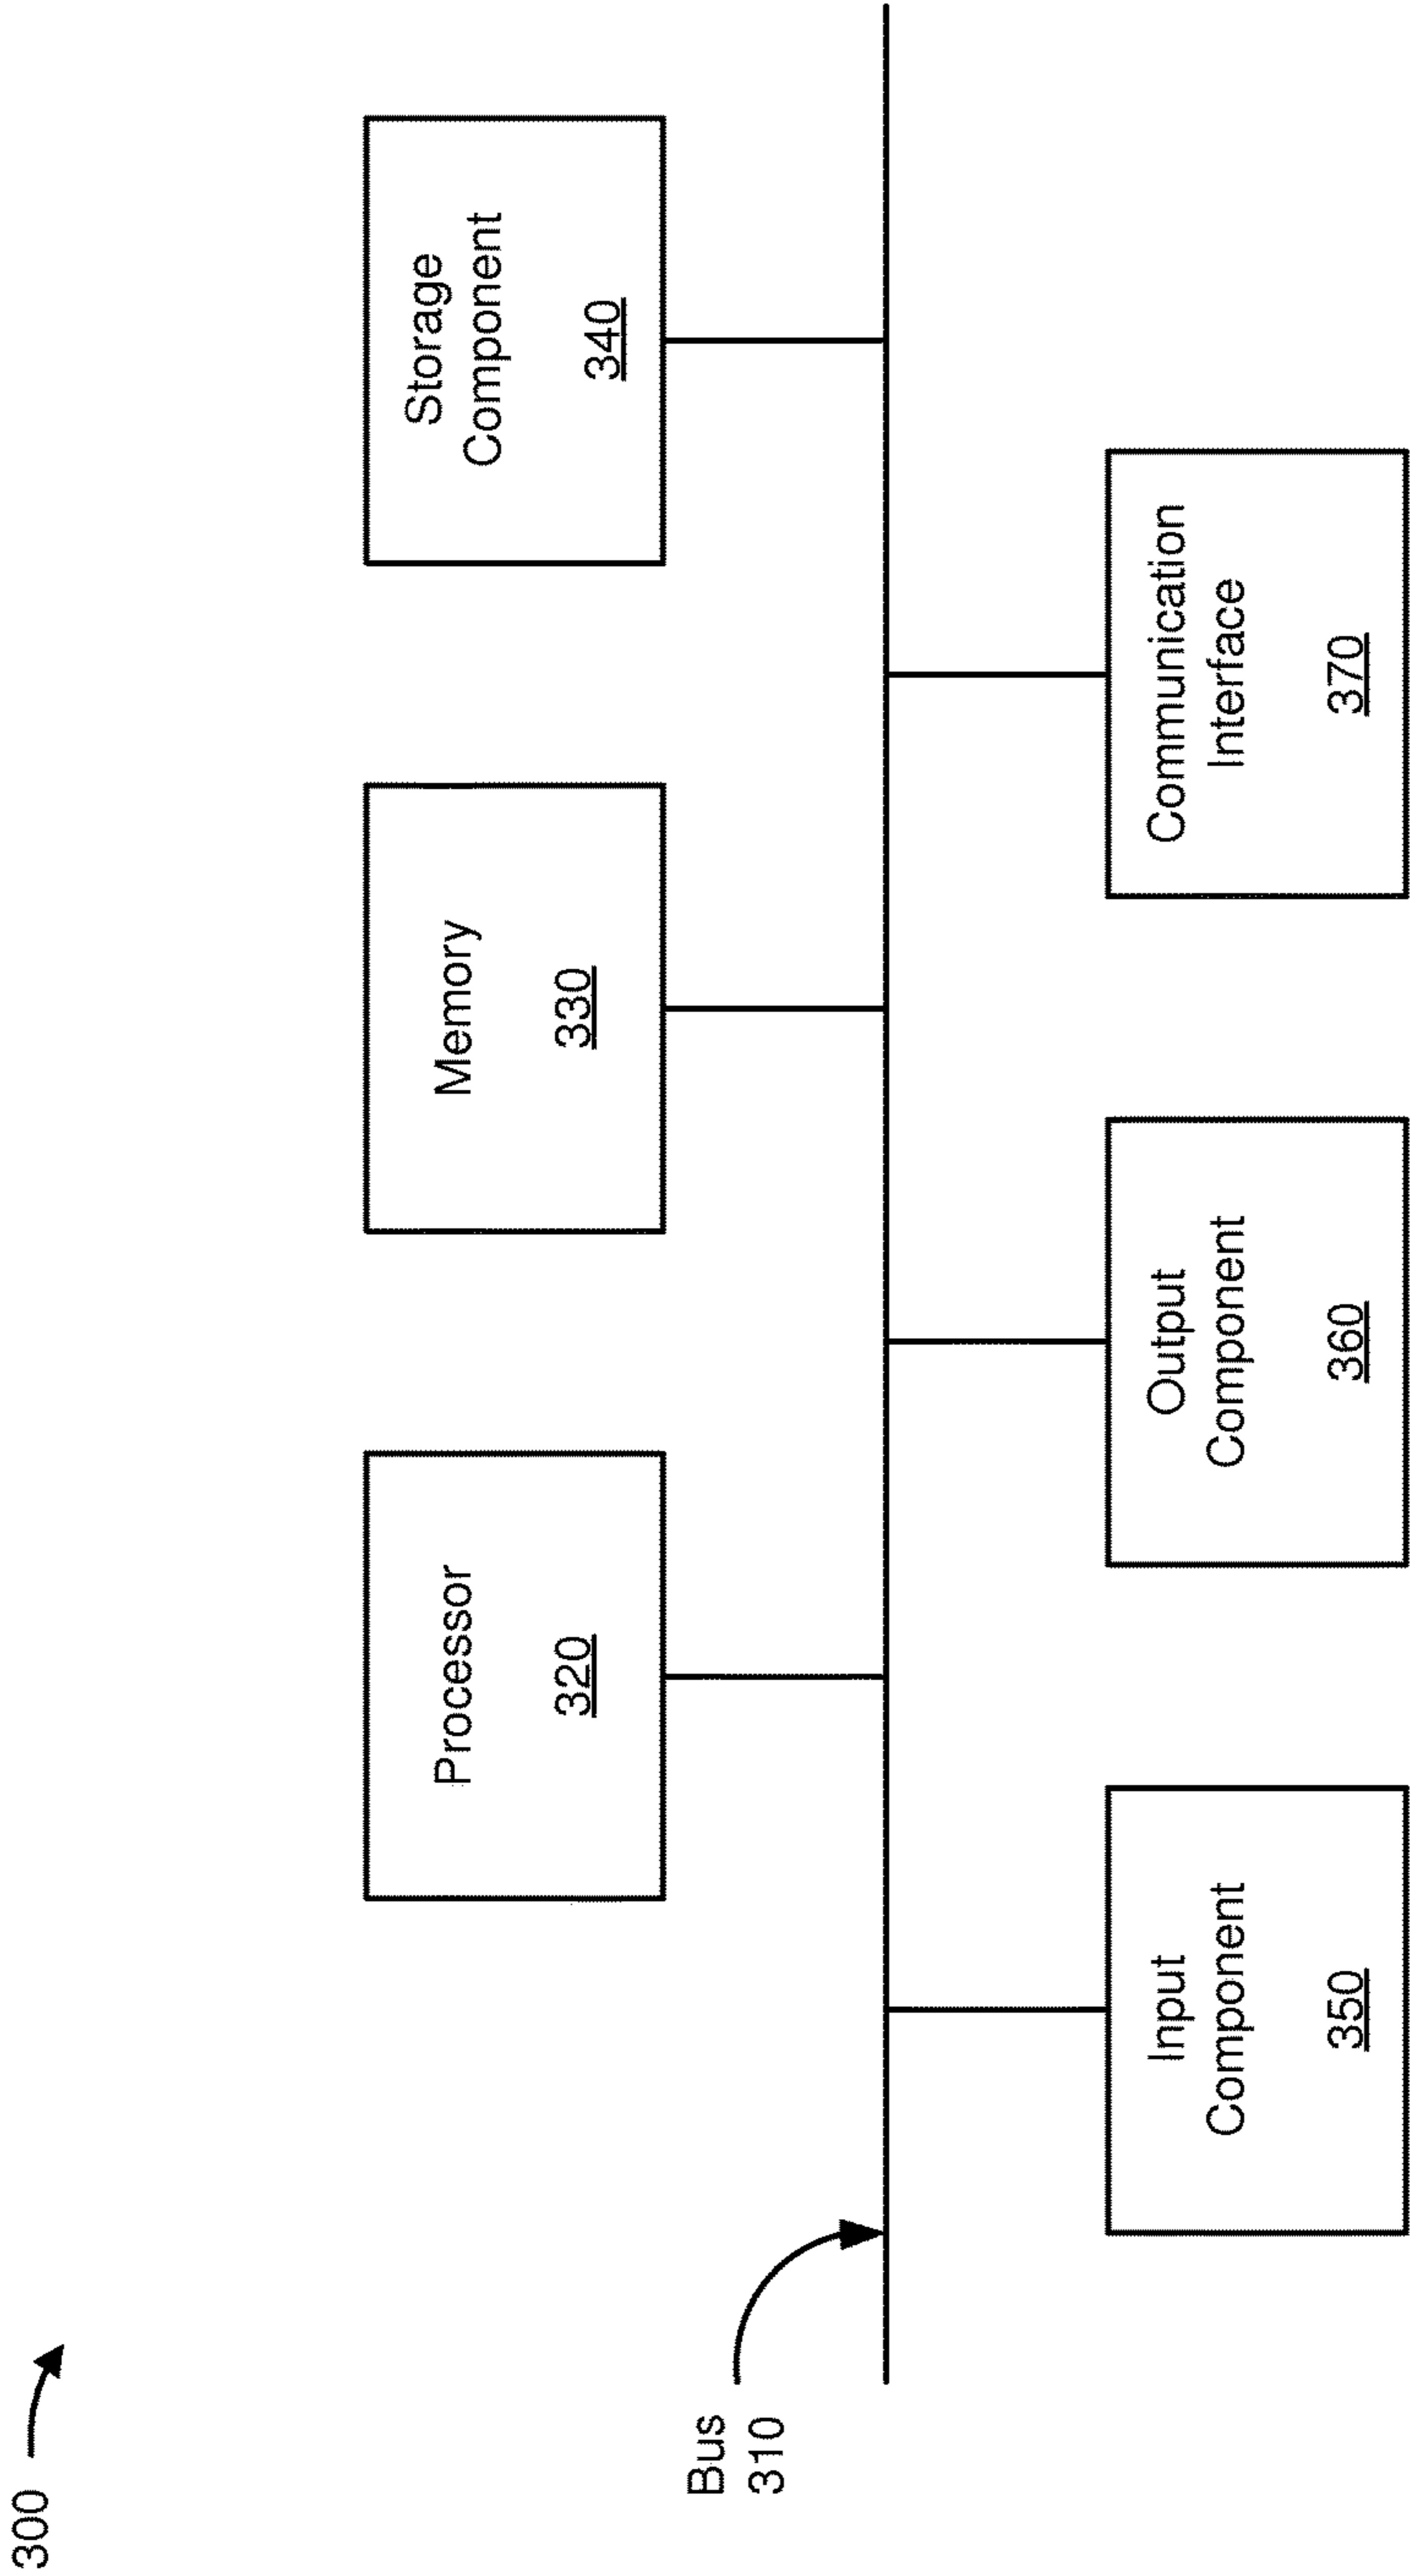 300
Processor
320
Memory
330
Storage
Component
340
Bus
310
Input
Component
350
Output
Component
360
Communication
Interface
370